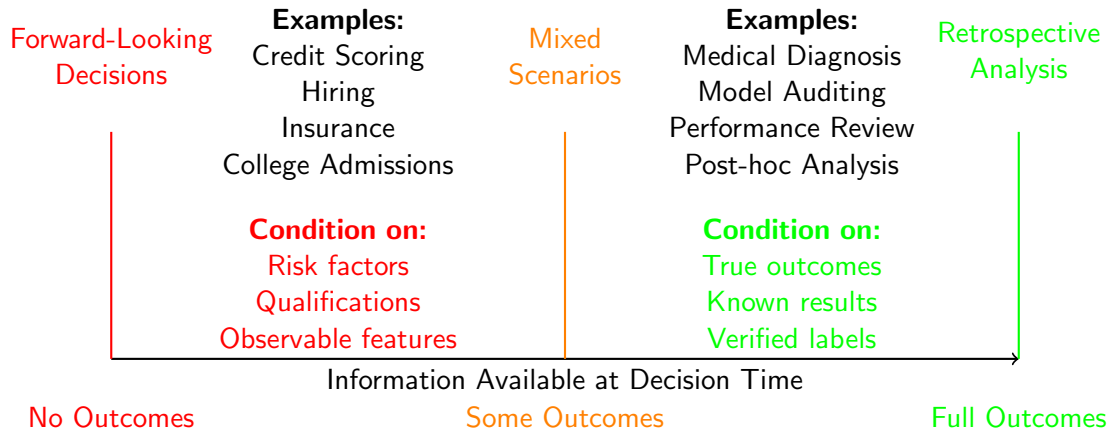 Forward-Looking
Decisions
Examples:
Credit Scoring
Hiring
Insurance
College Admissions
Mixed
Scenarios
Examples:
Medical Diagnosis
Model Auditing
Performance Review
Post-hoc Analysis
Retrospective
Analysis
Condition on:
Risk factors
Qualifications
Observable features
Condition on:
True outcomes
Known results
Verified labels
Information Available at Decision Time
No Outcomes
Some Outcomes
Full Outcomes